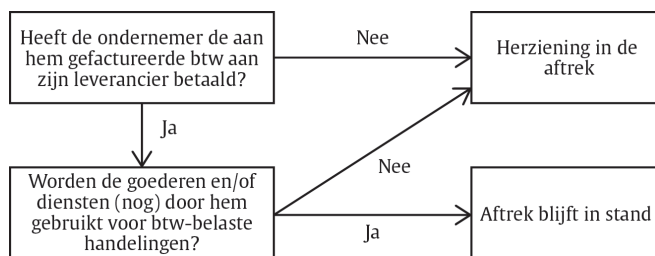 Heeft de ondernemer de aan
hem gefactureerde btw aan
zijn leverancier betaald?
Nee
Herziening in de
aftrek
Ja
Worden de goederen en/of
diensten (nog) door hem
gebruikt voor btw-belaste
handelingen?
Nee
Ja
Aftrek blijft in stand